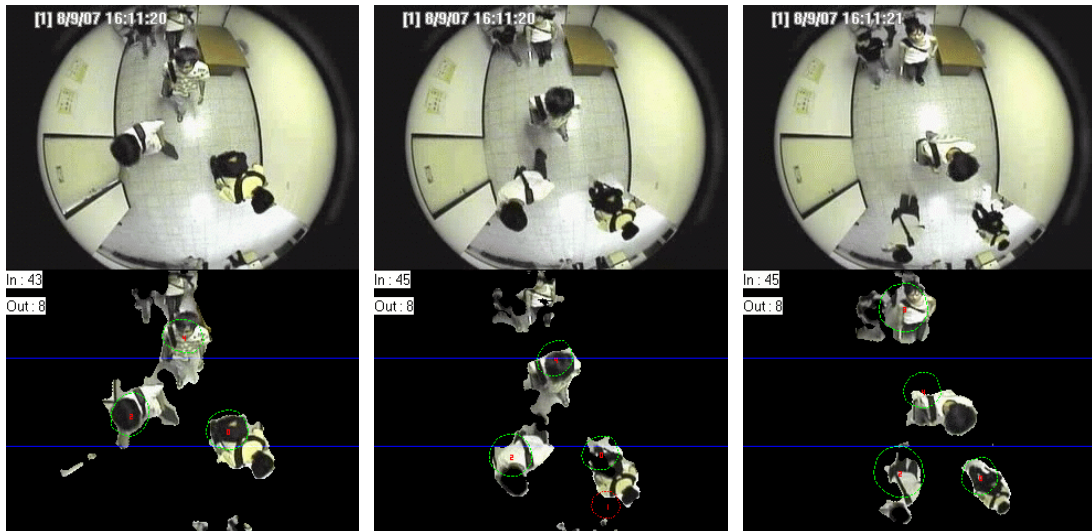 [1] 8/9/07 16:11:20
[1] 8/9/07 16:11:20
[1] 8/9/07 16:11:21
In : 43
Out : 8
In : 45
Out : 8
In : 45
Out : 8